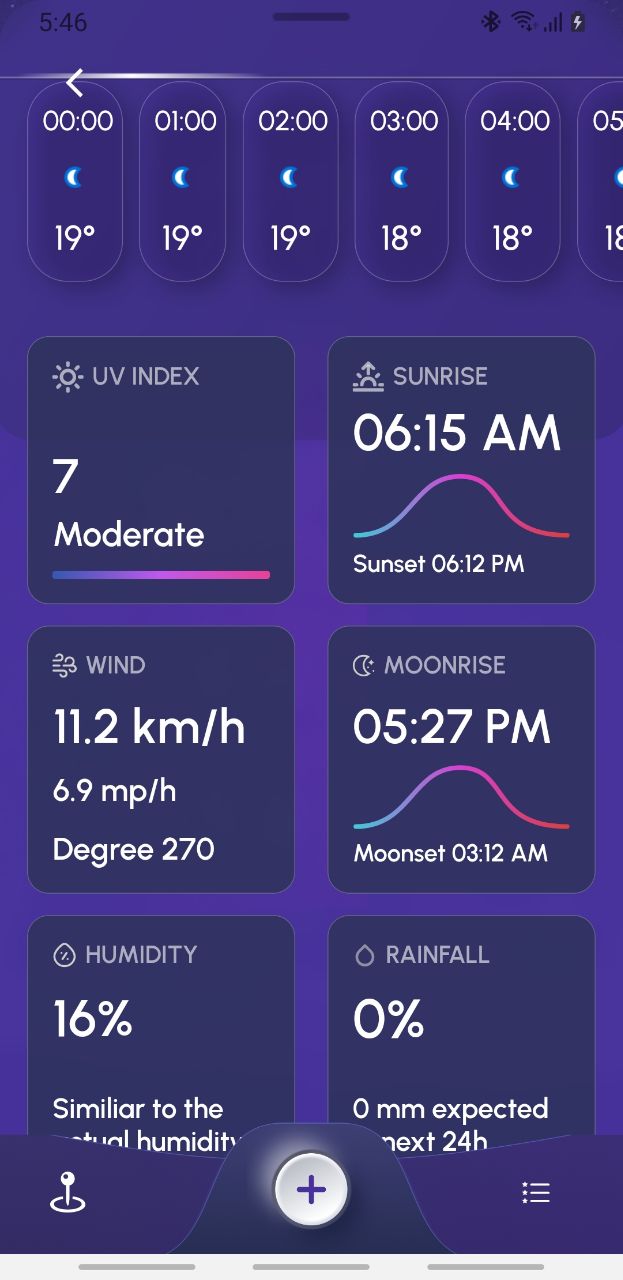 5:46
00:00 01:00 02:00 03:00 04:00 05
19° 19° 19° 18° 18° 18
UV INDEX
7
Moderate
SUNRISE
06:15 AM
Sunset 06:12 PM
WIND
11.2 km/h
6.9 mp/h
Degree 270
MOONRISE
05:27 PM
Moonset 03:12 AM
HUMIDITY
16%
Similiar to the
actual humidity
RAINFALL
0%
0 mm expected
next 24h